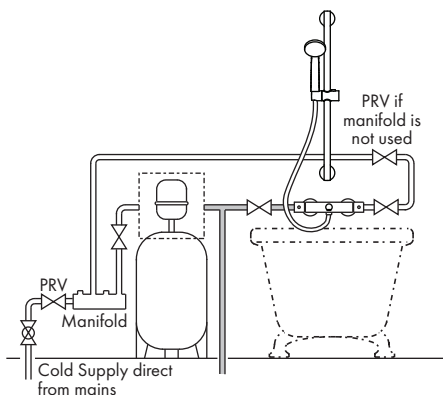 PRV if
manifold is
not used
PRV
Manifold
Cold Supply direct
from mains